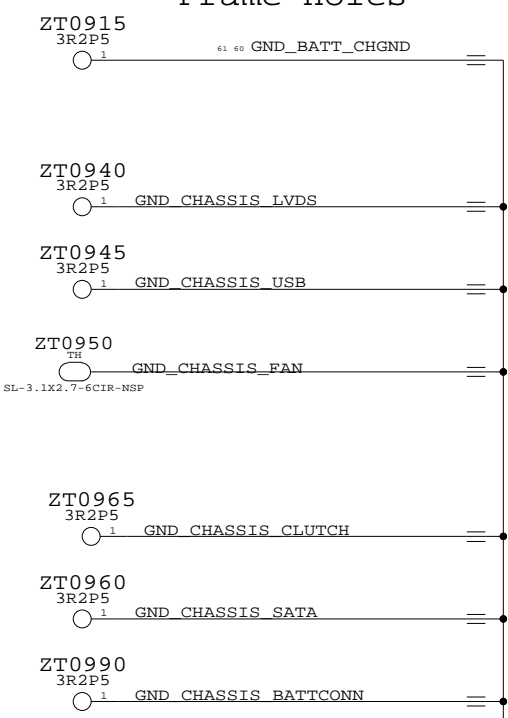 Frame Holes
ZT0915
3R2P5
1
61 60 GND_BATT_CHGND
ZT0940
3R2P5
1 GND_CHASSIS_LVDS
ZT0945
3R2P5
1 GND_CHASSIS_USB
ZT0950
TH
GND_CHASSIS_FAN
SL-3.1X2.7-6CIR-NSP
ZT0965
3R2P5
1 GND_CHASSIS_CLUTCH
ZT0960
3R2P5
1 GND_CHASSIS_SATA
ZT0990
3R2P5
1 GND_CHASSIS_BATTCONN